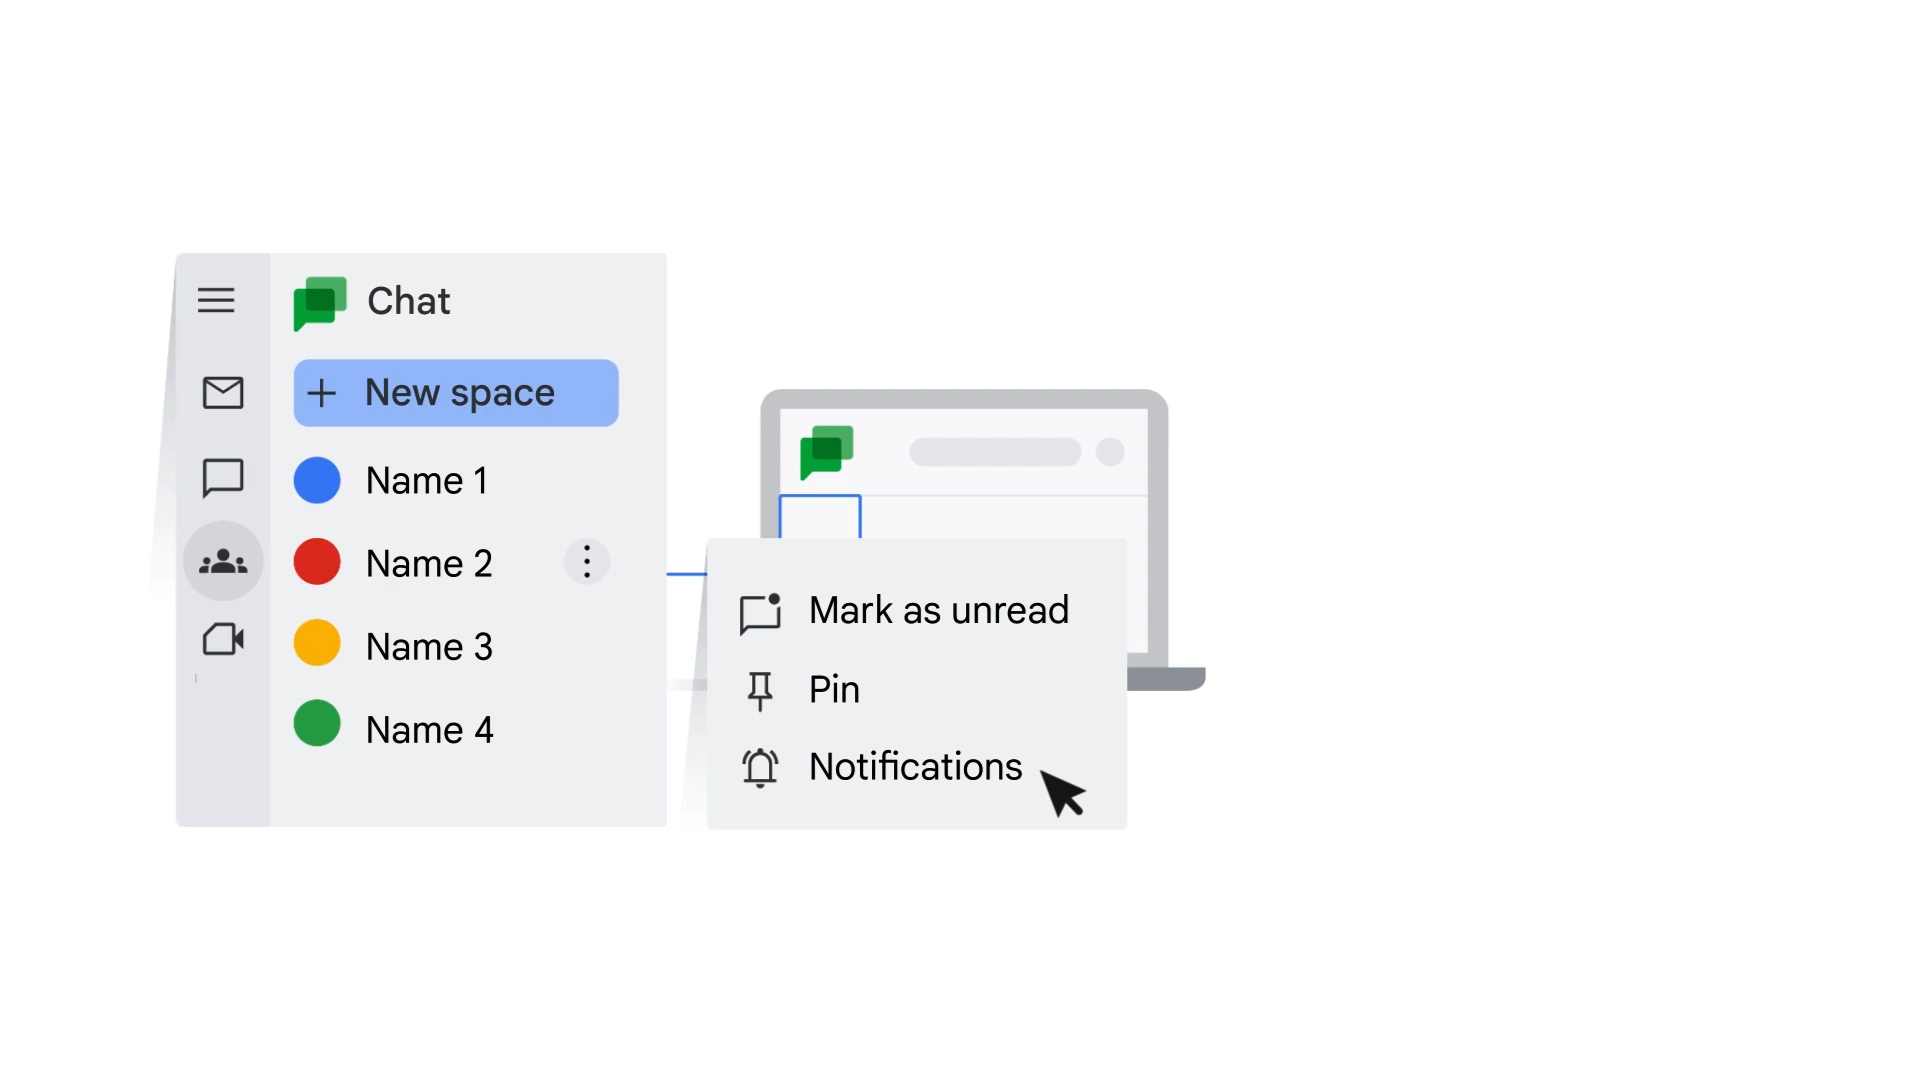 Chat
New space
Name 1
Name 2
Name 3
Name 4
Mark as unread
Pin
Notifications